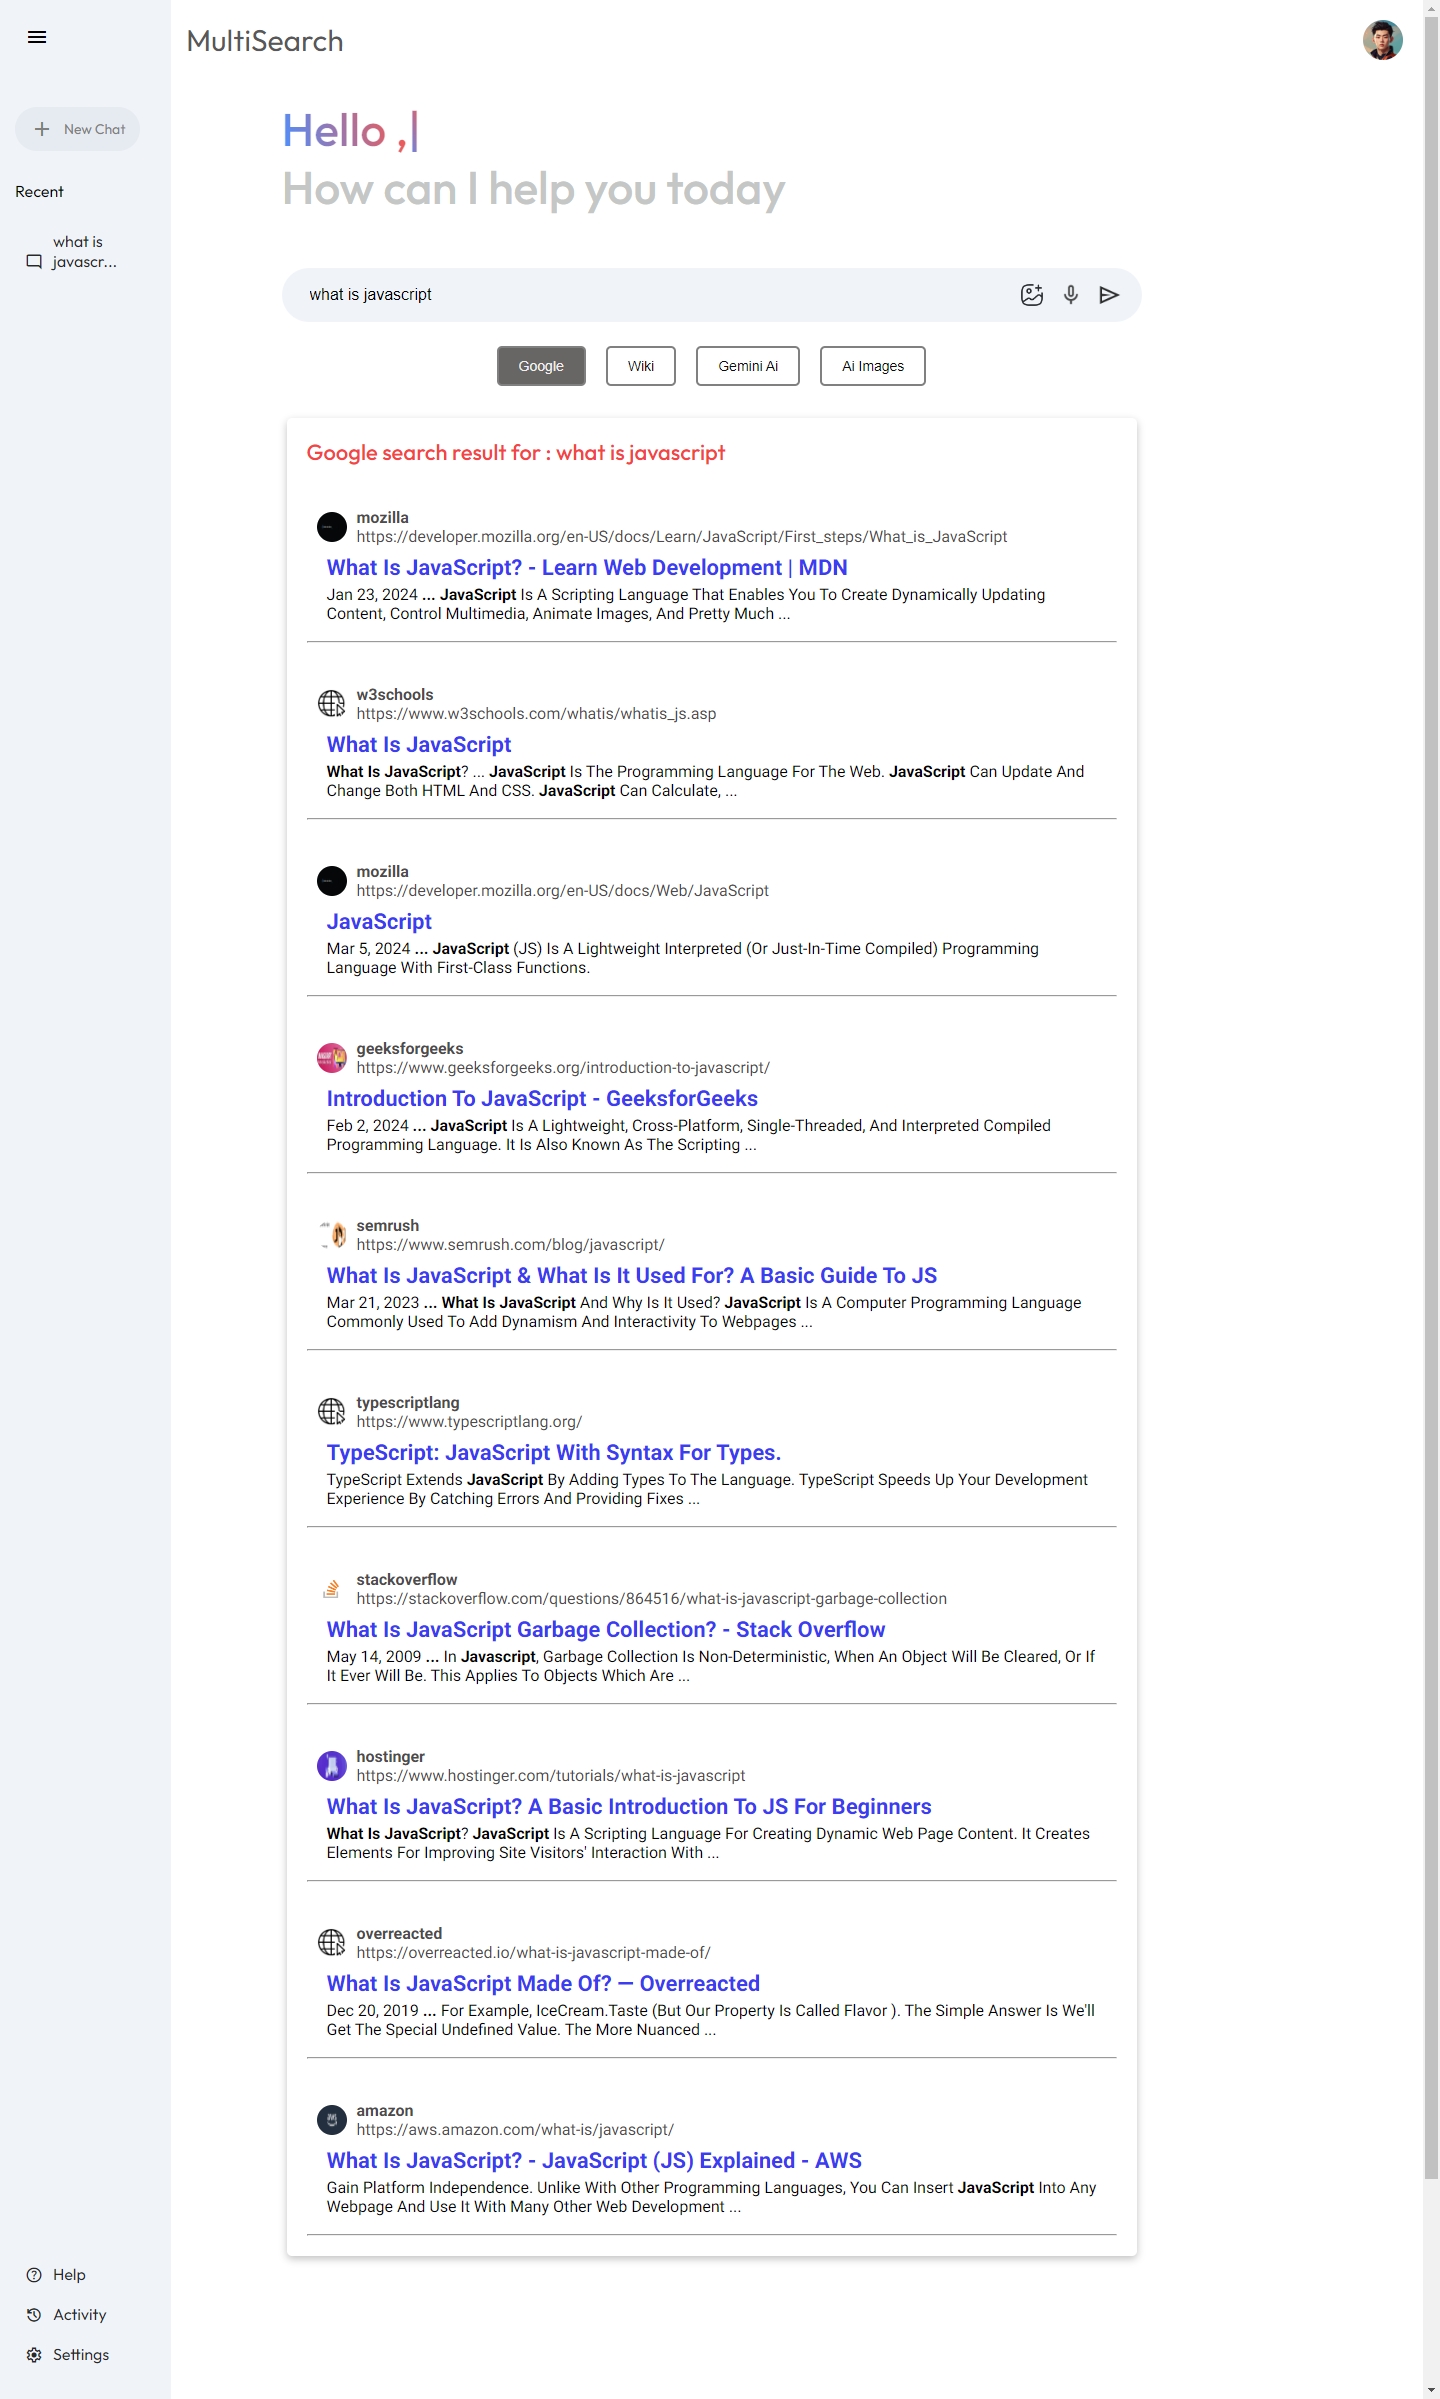 MultiSearch
New Chat
Recent
what is
javascr...
Hello ,|
How can I help you today
what is javascript
Google
Wiki
Gemini Ai
Ai Images
Google search result for : what is javascript
mozilla
https://developer.mozilla.org/en-US/docs/Learn/JavaScript/First_steps/What_is_JavaScript
What Is JavaScript? - Learn Web Development | MDN
Jan 23, 2024 ... JavaScript Is A Scripting Language That Enables You To Create Dynamically Updating
Content, Control Multimedia, Animate Images, And Pretty Much ...
w3schools
https://www.w3schools.com/whatis/whatis_js.asp
What Is JavaScript
What Is JavaScript? ... JavaScript Is The Programming Language For The Web. JavaScript Can Update And
Change Both HTML And CSS. JavaScript Can Calculate, ...
mozilla
https://developer.mozilla.org/en-US/docs/Web/JavaScript
JavaScript
Mar 5, 2024 ... JavaScript (JS) Is A Lightweight Interpreted (Or Just-In-Time Compiled) Programming
Language With First-Class Functions.
geeksforgeeks
https://www.geeksforgeeks.org/introduction-to-javascript/
Introduction To JavaScript - GeeksforGeeks
Feb 2, 2024 ... JavaScript Is A Lightweight, Cross-Platform, Single-Threaded, And Interpreted Compiled
Programming Language. It Is Also Known As The Scripting ...
semrush
https://www.semrush.com/blog/javascript/
What Is JavaScript & What Is It Used For? A Basic Guide To JS
Mar 21, 2023 ... What Is JavaScript And Why Is It Used? JavaScript Is A Computer Programming Language
Commonly Used To Add Dynamism And Interactivity To Webpages ...
typescriptlang
https://www.typescriptlang.org/
TypeScript: JavaScript With Syntax For Types.
TypeScript Extends JavaScript By Adding Types To The Language. TypeScript Speeds Up Your Development
Experience By Catching Errors And Providing Fixes ...
stackoverflow
https://stackoverflow.com/questions/864516/what-is-javascript-garbage-collection
What Is JavaScript Garbage Collection? - Stack Overflow
May 14, 2009 ... In Javascript, Garbage Collection Is Non-Deterministic, When An Object Will Be Cleared, Or If
It Ever Will Be. This Applies To Objects Which Are ...
hostinger
https://www.hostinger.com/tutorials/what-is-javascript
What Is JavaScript? A Basic Introduction To JS For Beginners
What Is JavaScript? JavaScript Is A Scripting Language For Creating Dynamic Web Page Content. It Creates
Elements For Improving Site Visitors' Interaction With ...
overreacted
https://overreacted.io/what-is-javascript-made-of/
What Is JavaScript Made Of? — Overreacted
Dec 20, 2019 ... For Example, IceCream.Taste (But Our Property Is Called Flavor ). The Simple Answer Is We'll
Get The Special Undefined Value. The More Nuanced ...
amazon
https://aws.amazon.com/what-is/javascript/
What Is JavaScript? - JavaScript (JS) Explained - AWS
Gain Platform Independence. Unlike With Other Programming Languages, You Can Insert JavaScript Into Any
Webpage And Use It With Many Other Web Development ...
Help
Activity
Settings